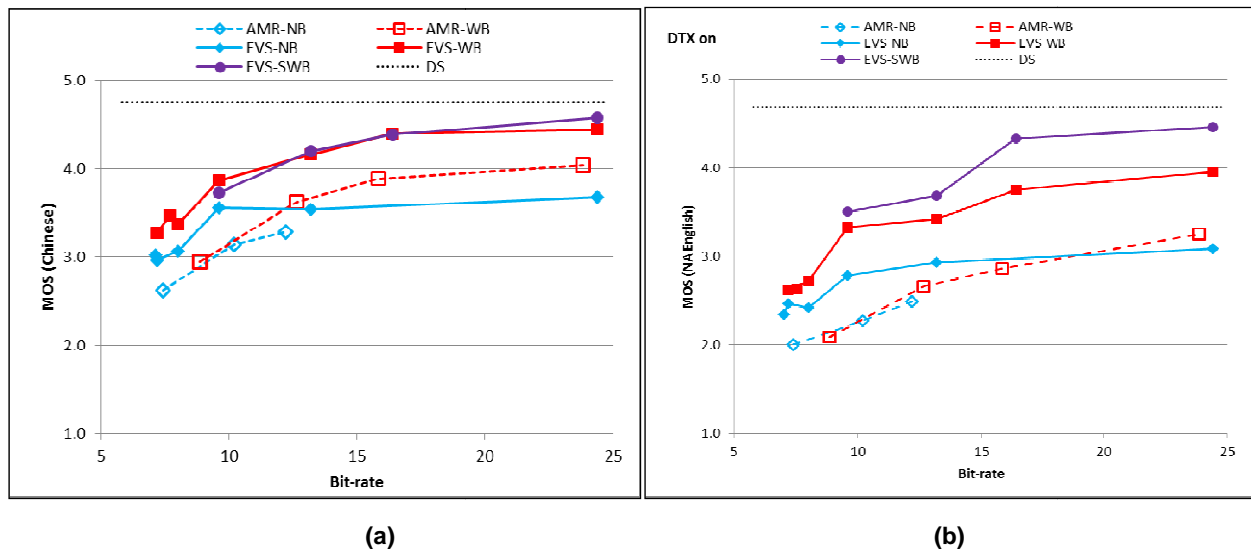 AMR-NB AMR-WB
EVS-NB EVS-WB
EVS-SWB DS
5.0
4.0
3.0
2.0
1.0
MOS (Chinese)
5 10 15 20 25
Bit-rate
(a)
DTX on
AMR-NB AMR-WB
EVS-NB EVS-WB
EVS-SWB DS
5.0
4.0
3.0
2.0
1.0
MOS (NAEnglish)
5 10 15 20 25
Bit-rate
(b)